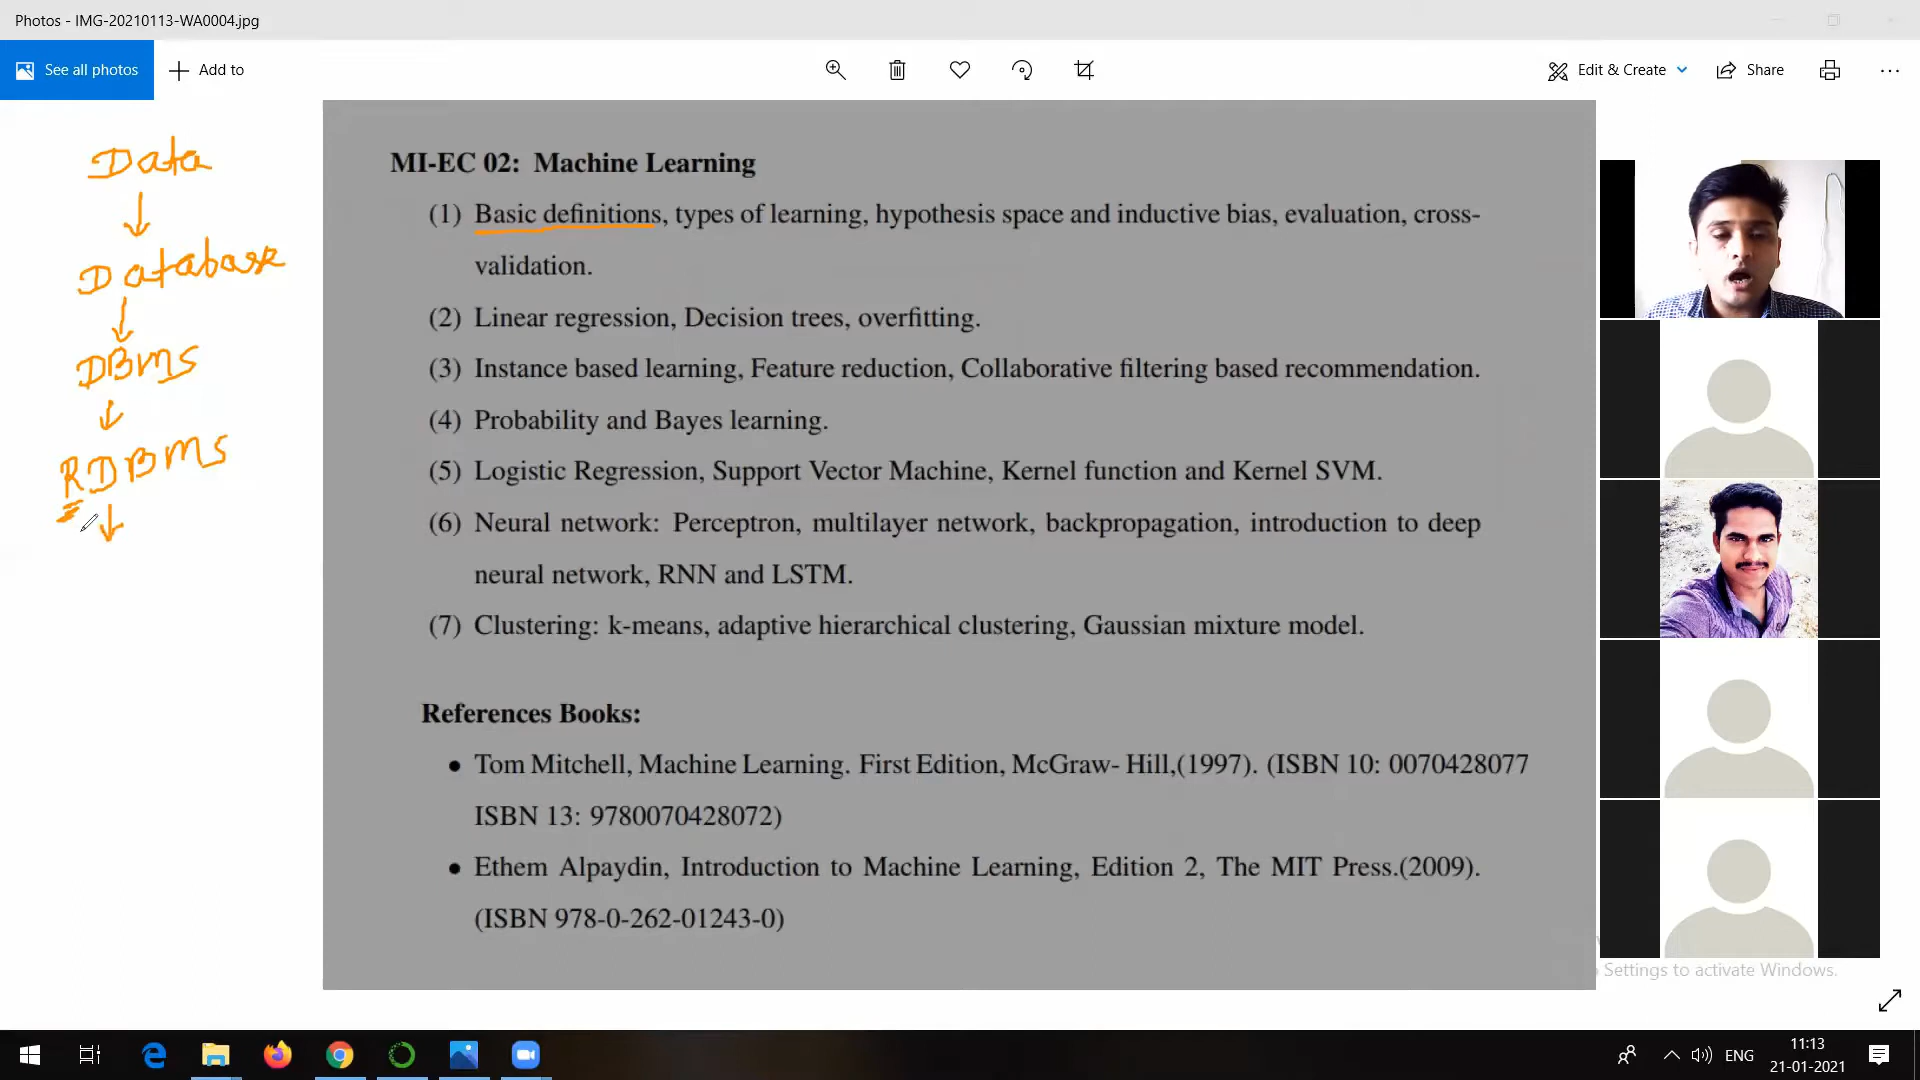 Photos - IMG-20210113-WA0004.jpg
See all photos
Add to
Edit & Create
Share
Data
Database
DBMS
RDBMS
MI-EC 02: Machine Learning
(1) Basic definitions, types of learning, hypothesis space and inductive bias, evaluation, cross-
validation.
(2) Linear regression, Decision trees, overfitting.
(3) Instance based learning, Feature reduction, Collaborative filtering based recommendation.
(4) Probability and Bayes learning.
(5) Logistic Regression, Support Vector Machine, Kernel function and Kernel SVM.
(6) Neural network: Perceptron, multilayer network, backpropagation, introduction to deep
neural network, RNN and LSTM.
(7) Clustering: k-means, adaptive hierarchical clustering, Gaussian mixture model.
References Books:
• Tom Mitchell, Machine Learning. First Edition, McGraw- Hill,(1997). (ISBN 10: 0070428077
ISBN 13: 9780070428072)
• Ethem Alpaydin, Introduction to Machine Learning, Edition 2, The MIT Press.(2009).
(ISBN 978-0-262-01243-0)
Settings to activate Windows.
ENG
11:13
21-01-2021